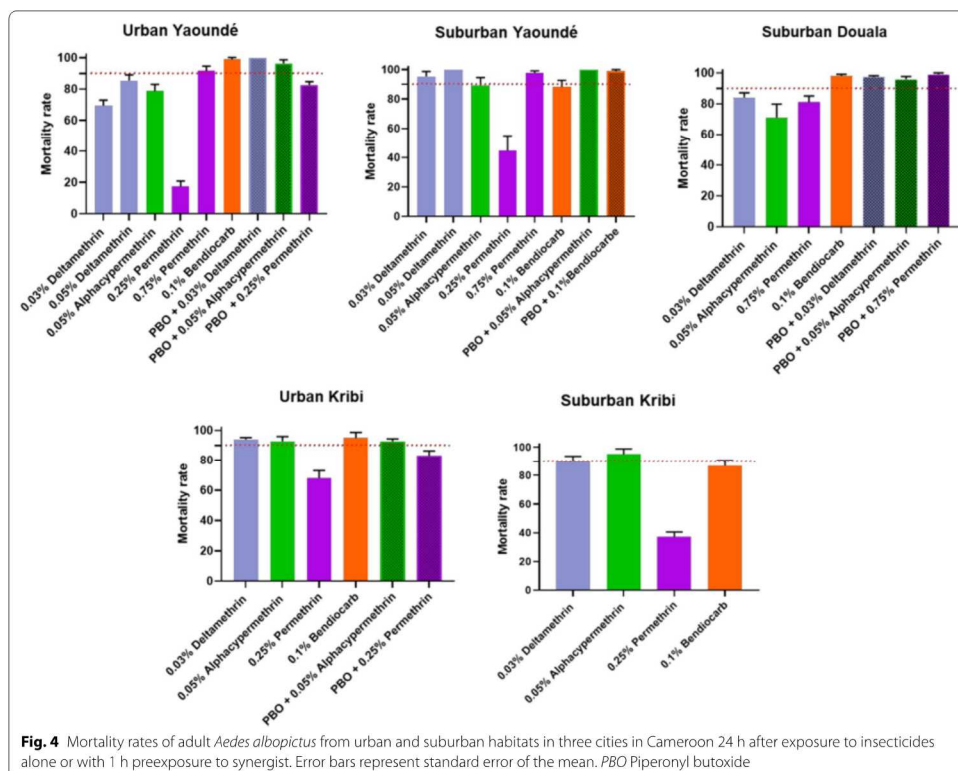 Urban Yaoundé
Mortality rate
100
80
60
40
20
0
0.03% Deltamethrin
0.05% Deltamethrin
0.05% Alphacypermethrin
0.25% Permethrin
0.75% Permethrin
0.1% Bendiocarb
PBO + 0.03% Deltamethrin
PBO + 0.05% Alphacypermethrin
PBO + 0.25% Permethrin
Suburban Yaoundé
Mortality rate
100
80
60
40
20
0
0.03% Deltamethrin
0.05% Deltamethrin
0.05% Alphacypermethrin
0.25% Permethrin
0.75% Permethrin
0.1% Bendiocarb
PBO + 0.05% Alphacypermethrin
PBO + 0.1%Bendiocarbe
Suburban Douala
Mortality rate
100
80
60
40
20
0
0.03% Deltamethrin
0.05% Alphacypermethrin
0.75% Permethrin
0.1% Bendiocarb
PBO + 0.03% Deltamethrin
PBO + 0.05% Alphacypermethrin
PBO + 0.75% Permethrin
Urban Kribi
Mortality rate
100
80
60
40
20
0
0.03% Deltamethrin
0.05% Alphacypermethrin
0.25% Permethrin
0.1% Bendiocarb
PBO + 0.05% Alphacypermethrin
PBO + 0.25% Permethrin
Suburban Kribi
Mortality rate
100
80
60
40
20
0
0.03% Deltamethrin
0.05% Alphacypermethrin
0.25% Permethrin
0.1% Bendiocarb
Fig. 4 Mortality rates of adult Aedes albopictus from urban and suburban habitats in three cities in Cameroon 24 h after exposure to insecticides
alone or with 1 h preexposure to synergist. Error bars represent standard error of the mean. PBO Piperonyl butoxide